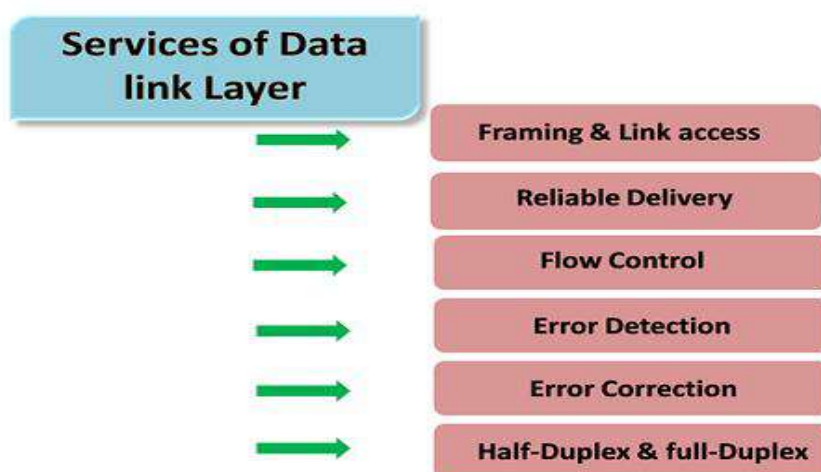 Services of Data
link Layer
Framing & Link access
Reliable Delivery
Flow Control
Error Detection
Error Correction
Half-Duplex & full-Duplex